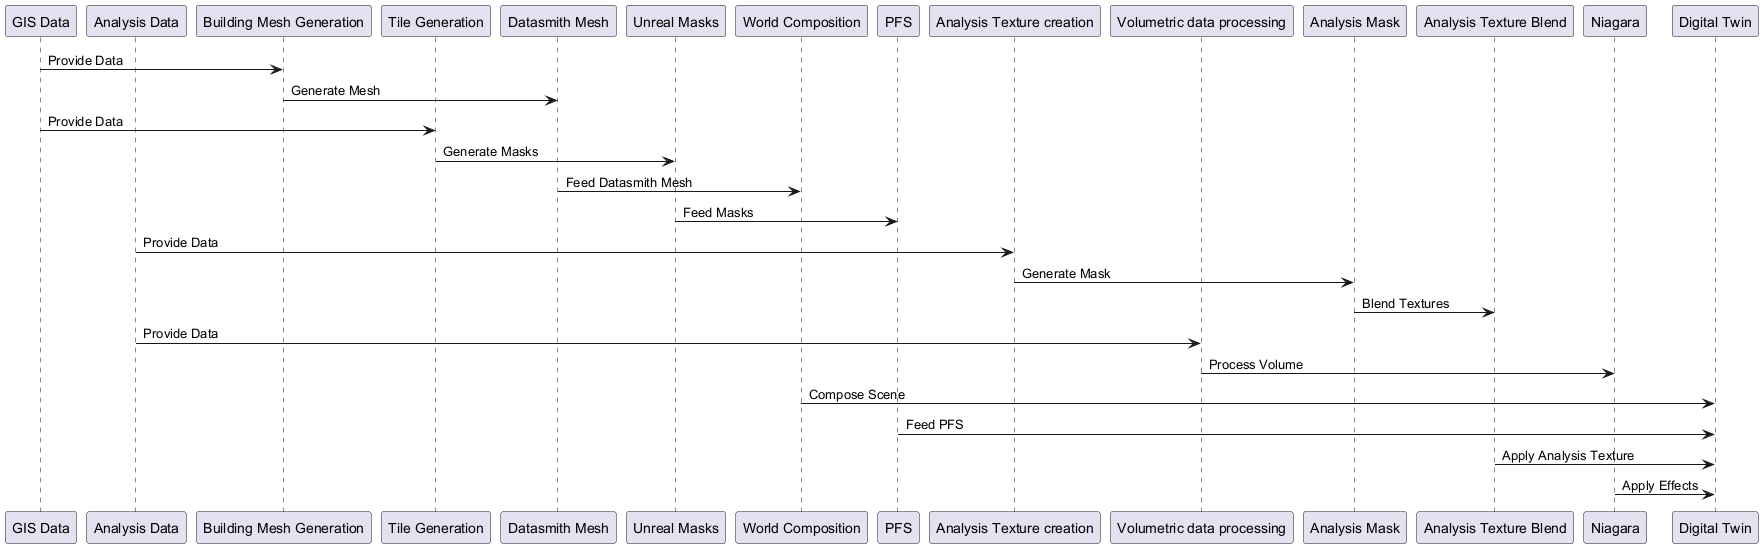 GIS Data
Analysis Data
Building Mesh Generation
Tile Generation
Datasmith Mesh
Unreal Masks
World Composition
PFS
Analysis Texture creation
Volumetric data processing
Analysis Mask
Analysis Texture Blend
Niagara
Digital Twin
Provide Data
Generate Mesh
Provide Data
Generate Masks
Feed Datasmith Mesh
Feed Masks
Provide Data
Generate Mask
Blend Textures
Provide Data
Process Volume
Compose Scene
Feed PFS
Apply Analysis Texture
Apply Effects
GIS Data
Analysis Data
Building Mesh Generation
Tile Generation
Datasmith Mesh
Unreal Masks
World Composition
PFS
Analysis Texture creation
Volumetric data processing
Analysis Mask
Analysis Texture Blend
Niagara
Digital Twin